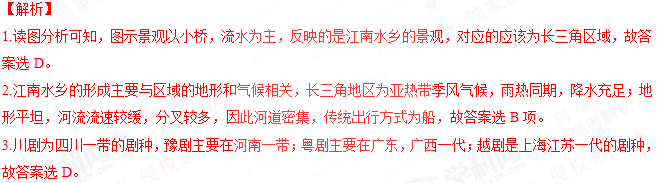 【解析】
1.读图分析可知，图示景观以小桥，流水为主，反映的是江南水乡的景观，对应的应该为长三角区域，故答
案选 D。
2.江南水乡的形成主要与区域的地形和气候相关，长三角地区为亚热带季风气候，雨热同期，降水充足；地
形平坦，河流流速较缓，分叉较多，因此河道密集，传统出行方式为船，故答案选 B 项。
3.川剧为四川一带的剧种，豫剧主要在河南一带；粤剧主要在广东，广西一代；越剧是上海江苏一代的剧种，
故答案选 D。